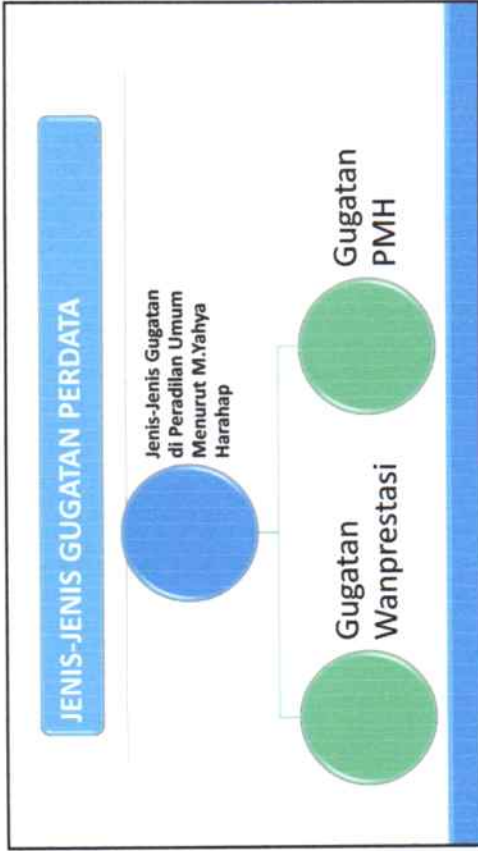 JENIS-JENIS GUGATAN PERDATA
Jenis-Jenis Gugatan
di Peradilan Umum
Menurut M.Yahya
Harahap
Gugatan
Wanprestasi
Gugatan
PMH